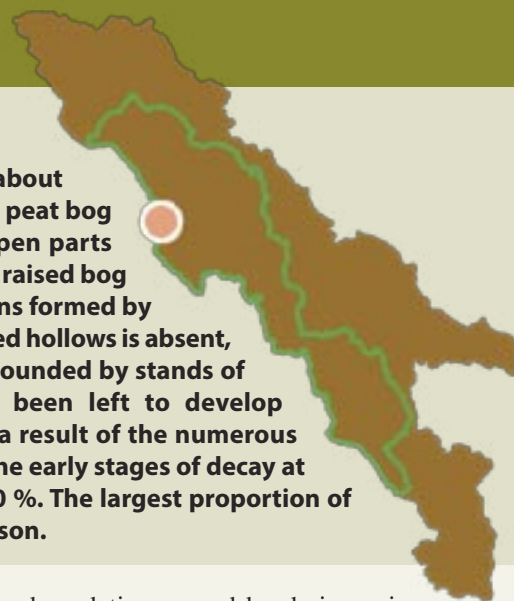 about
peat bog
pen parts
raised bog
ns formed by
ed hollows is absent,
ounded by stands of
been left to develop
a result of the numerous
he early stages of decay at
0 %. The largest proportion of
son.